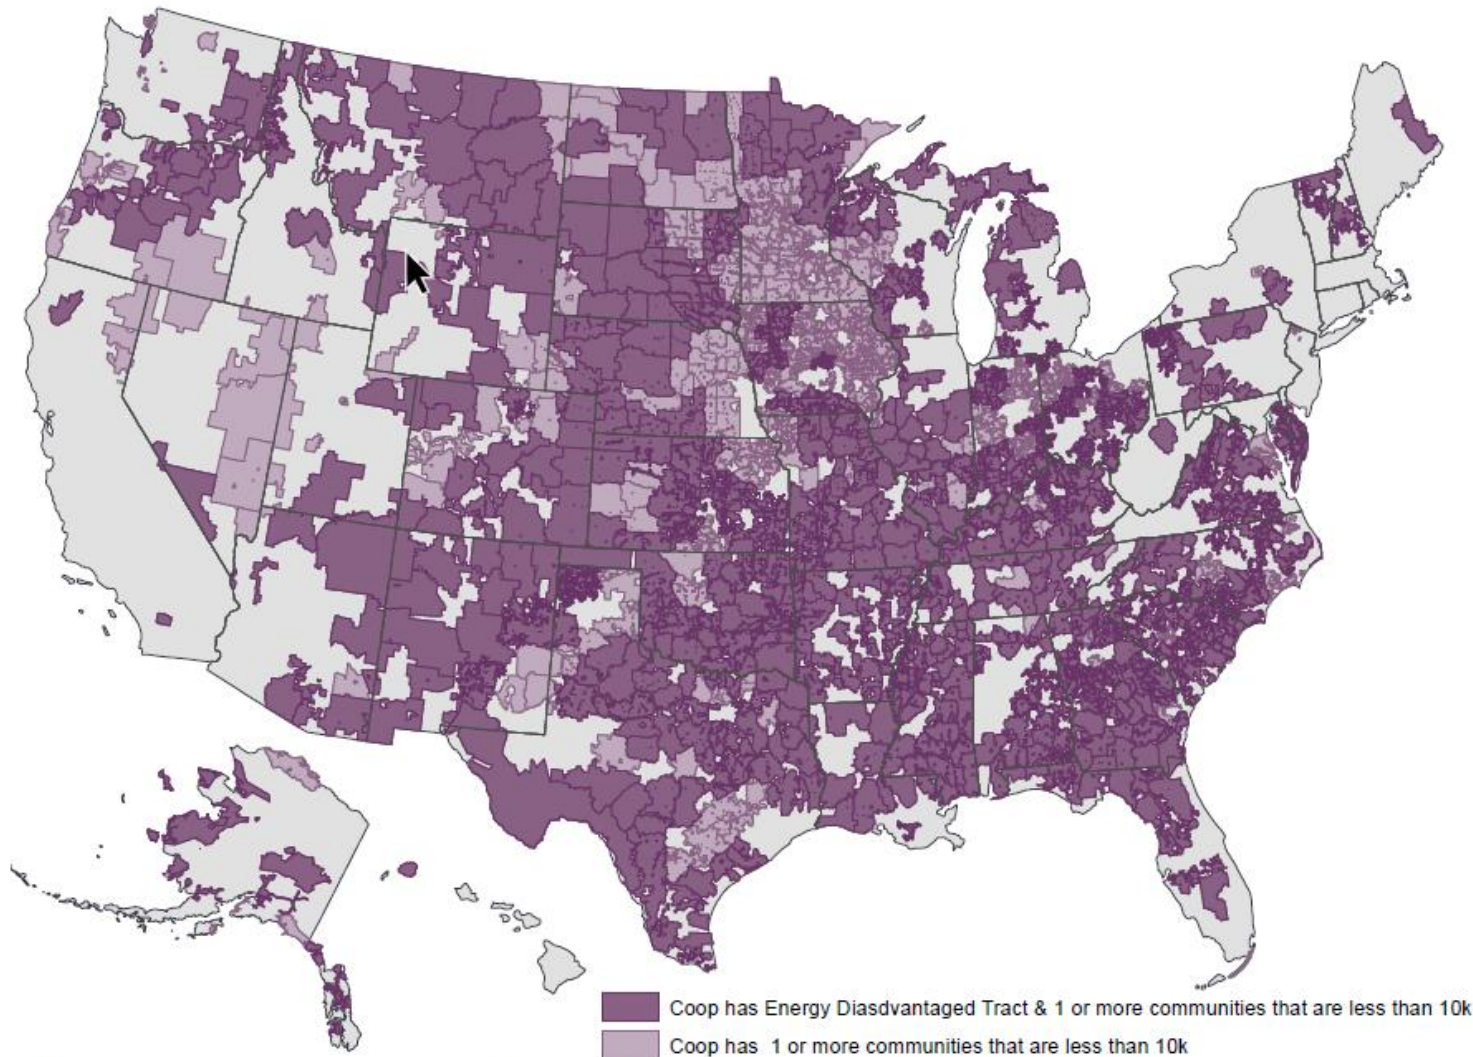 Coop has Energy Diasdvantaged Tract & 1 or more communities that are less than 10k
Coop has 1 or more communities that are less than 10k